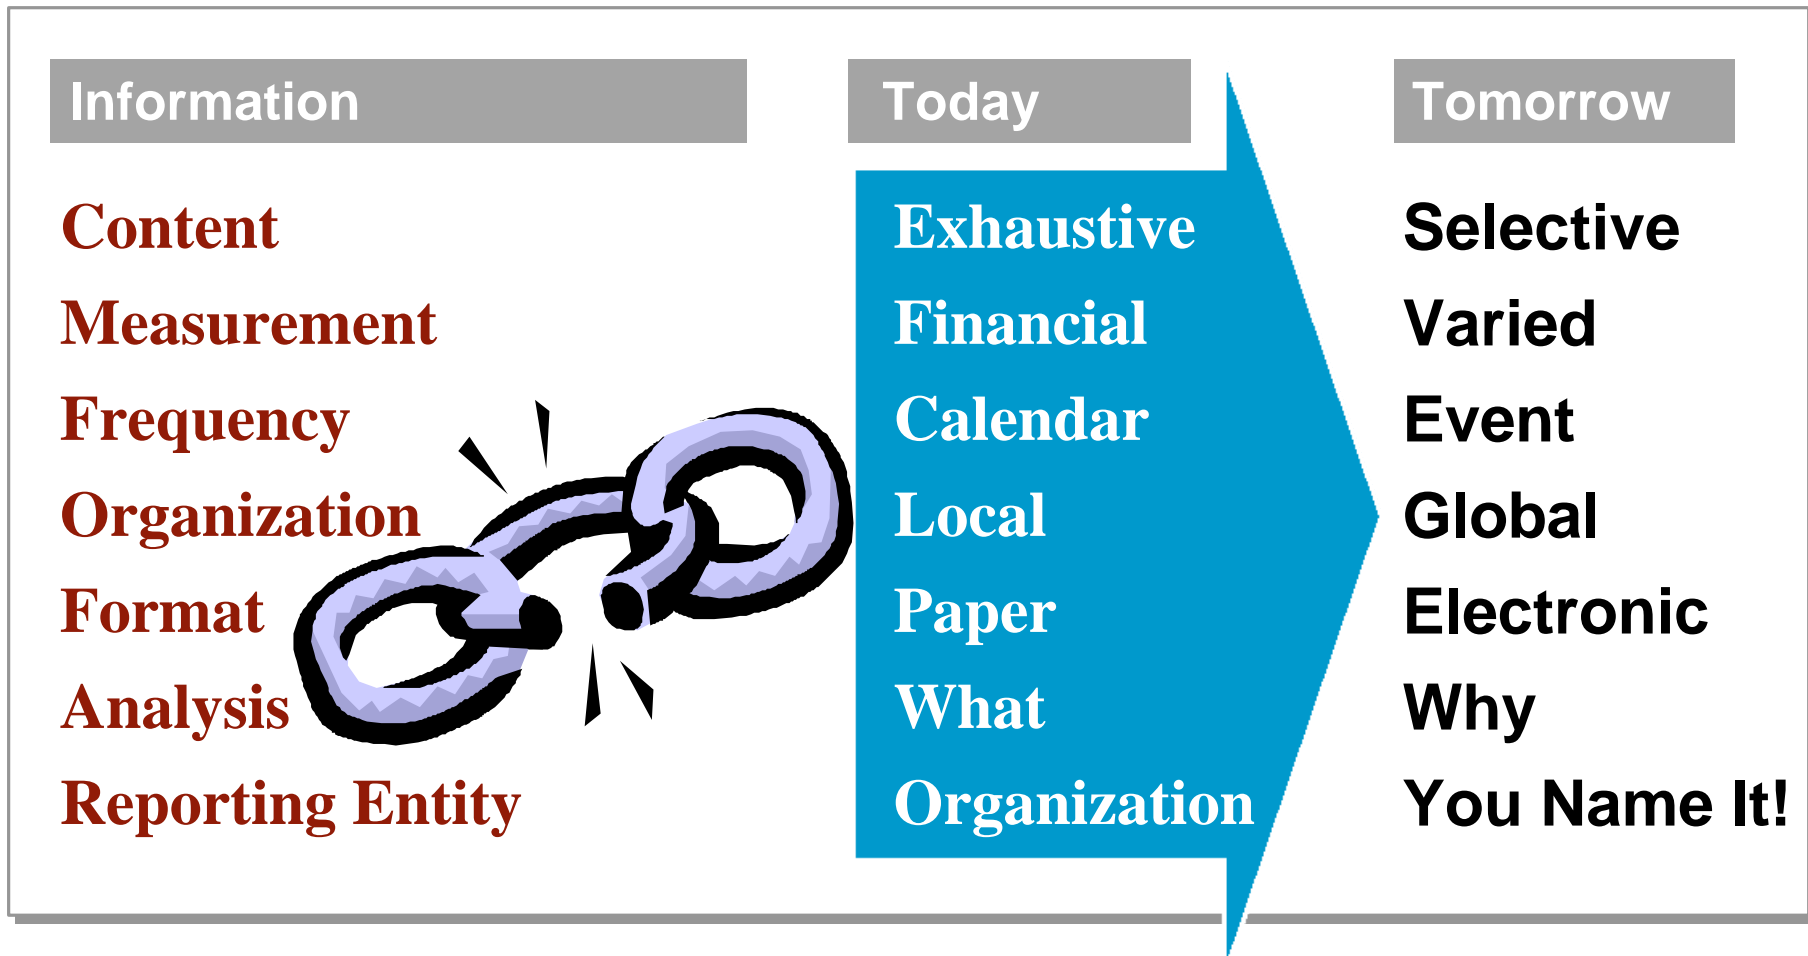 Information Today Tomorrow
Content Exhaustive Selective
Measurement Financial Varied
Frequency Calendar Event
Organization Local Global
Format Paper Electronic
Analysis What Why
Reporting Entity Organization You Name It!